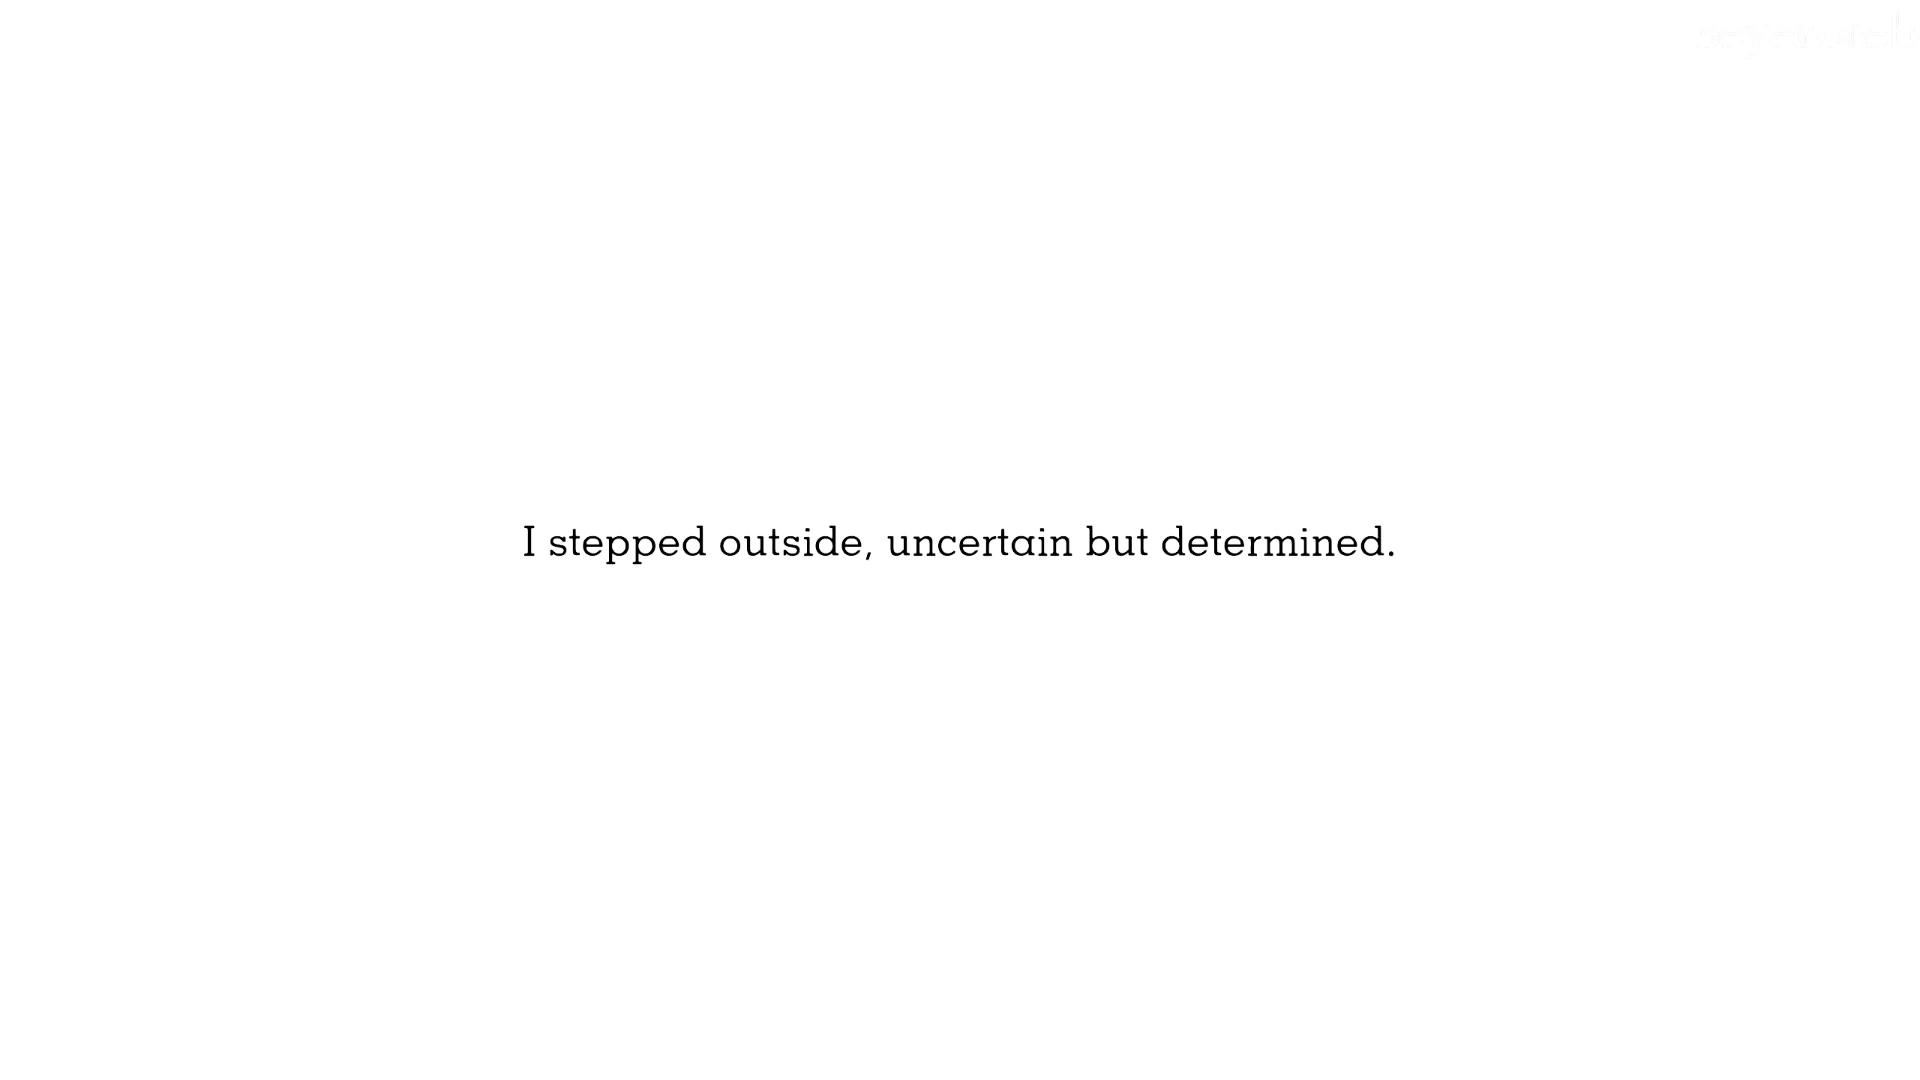 I stepped outside, uncertain but determined.